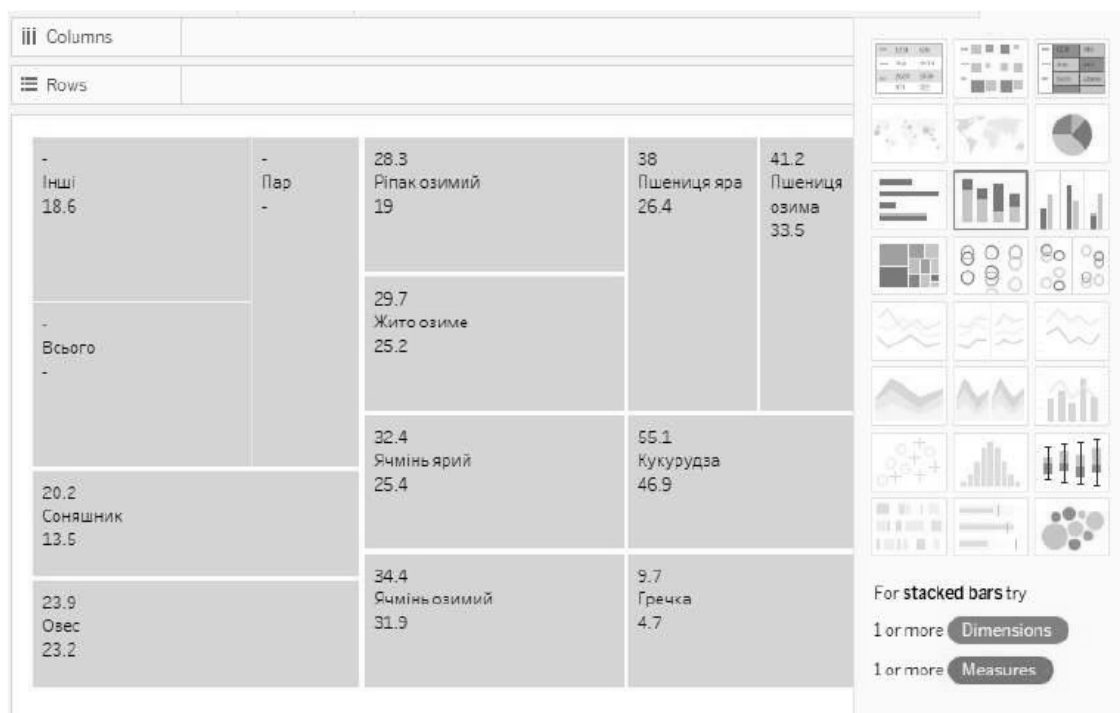 Columns
Rows
-
Інші
18.6
-
Пар
-
28.3
Ріпак озимий
19
38
Пшениця яра
26.4
41.2
Пшениця
озима
33.5
-
Всього
-
29.7
Жито озиме
25.2
32.4
Ячмінь ярий
25.4
55.1
Кукурудза
46.9
20.2
Соняшник
13.5
34.4
Ячмінь озимий
31.9
9.7
Гречка
4.7
23.9
Овес
23.2
For stacked bars try
1 or more Dimensions
1 or more Measures